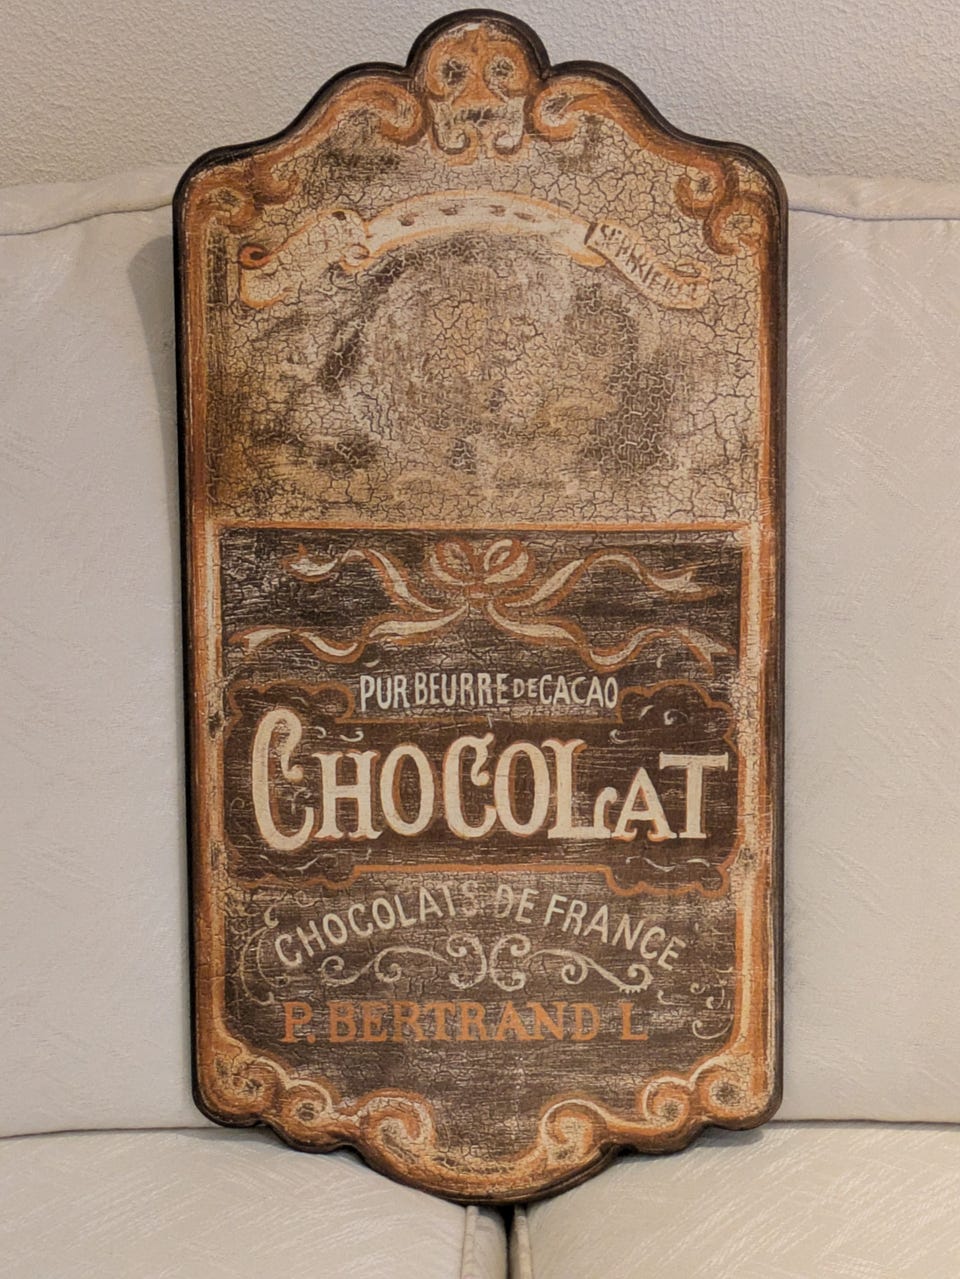 PUR BEURRE DE CACAO
CHOCOLAT
CHOCOLATS DE FRANCE
P. BERTRAND L